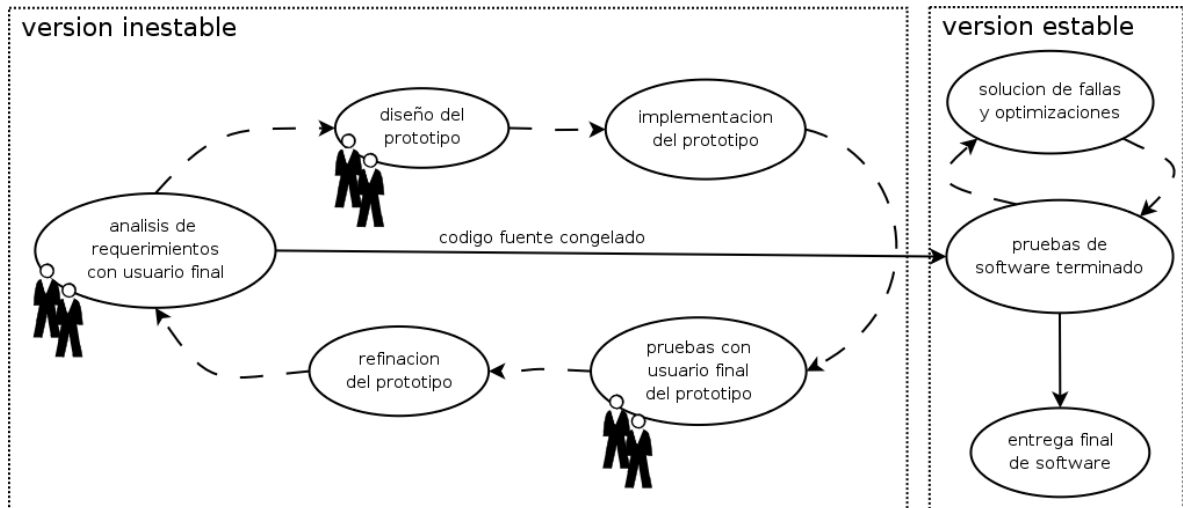 version inestable
diseño del
prototipo
implementacion
del prototipo
analisis de
requerimientos
con usuario final
codigo fuente congelado
refinacion
del prototipo
pruebas con
usuario final
del prototipo
version estable
solucion de fallas
y optimizaciones
pruebas de
software terminado
entrega final
de software